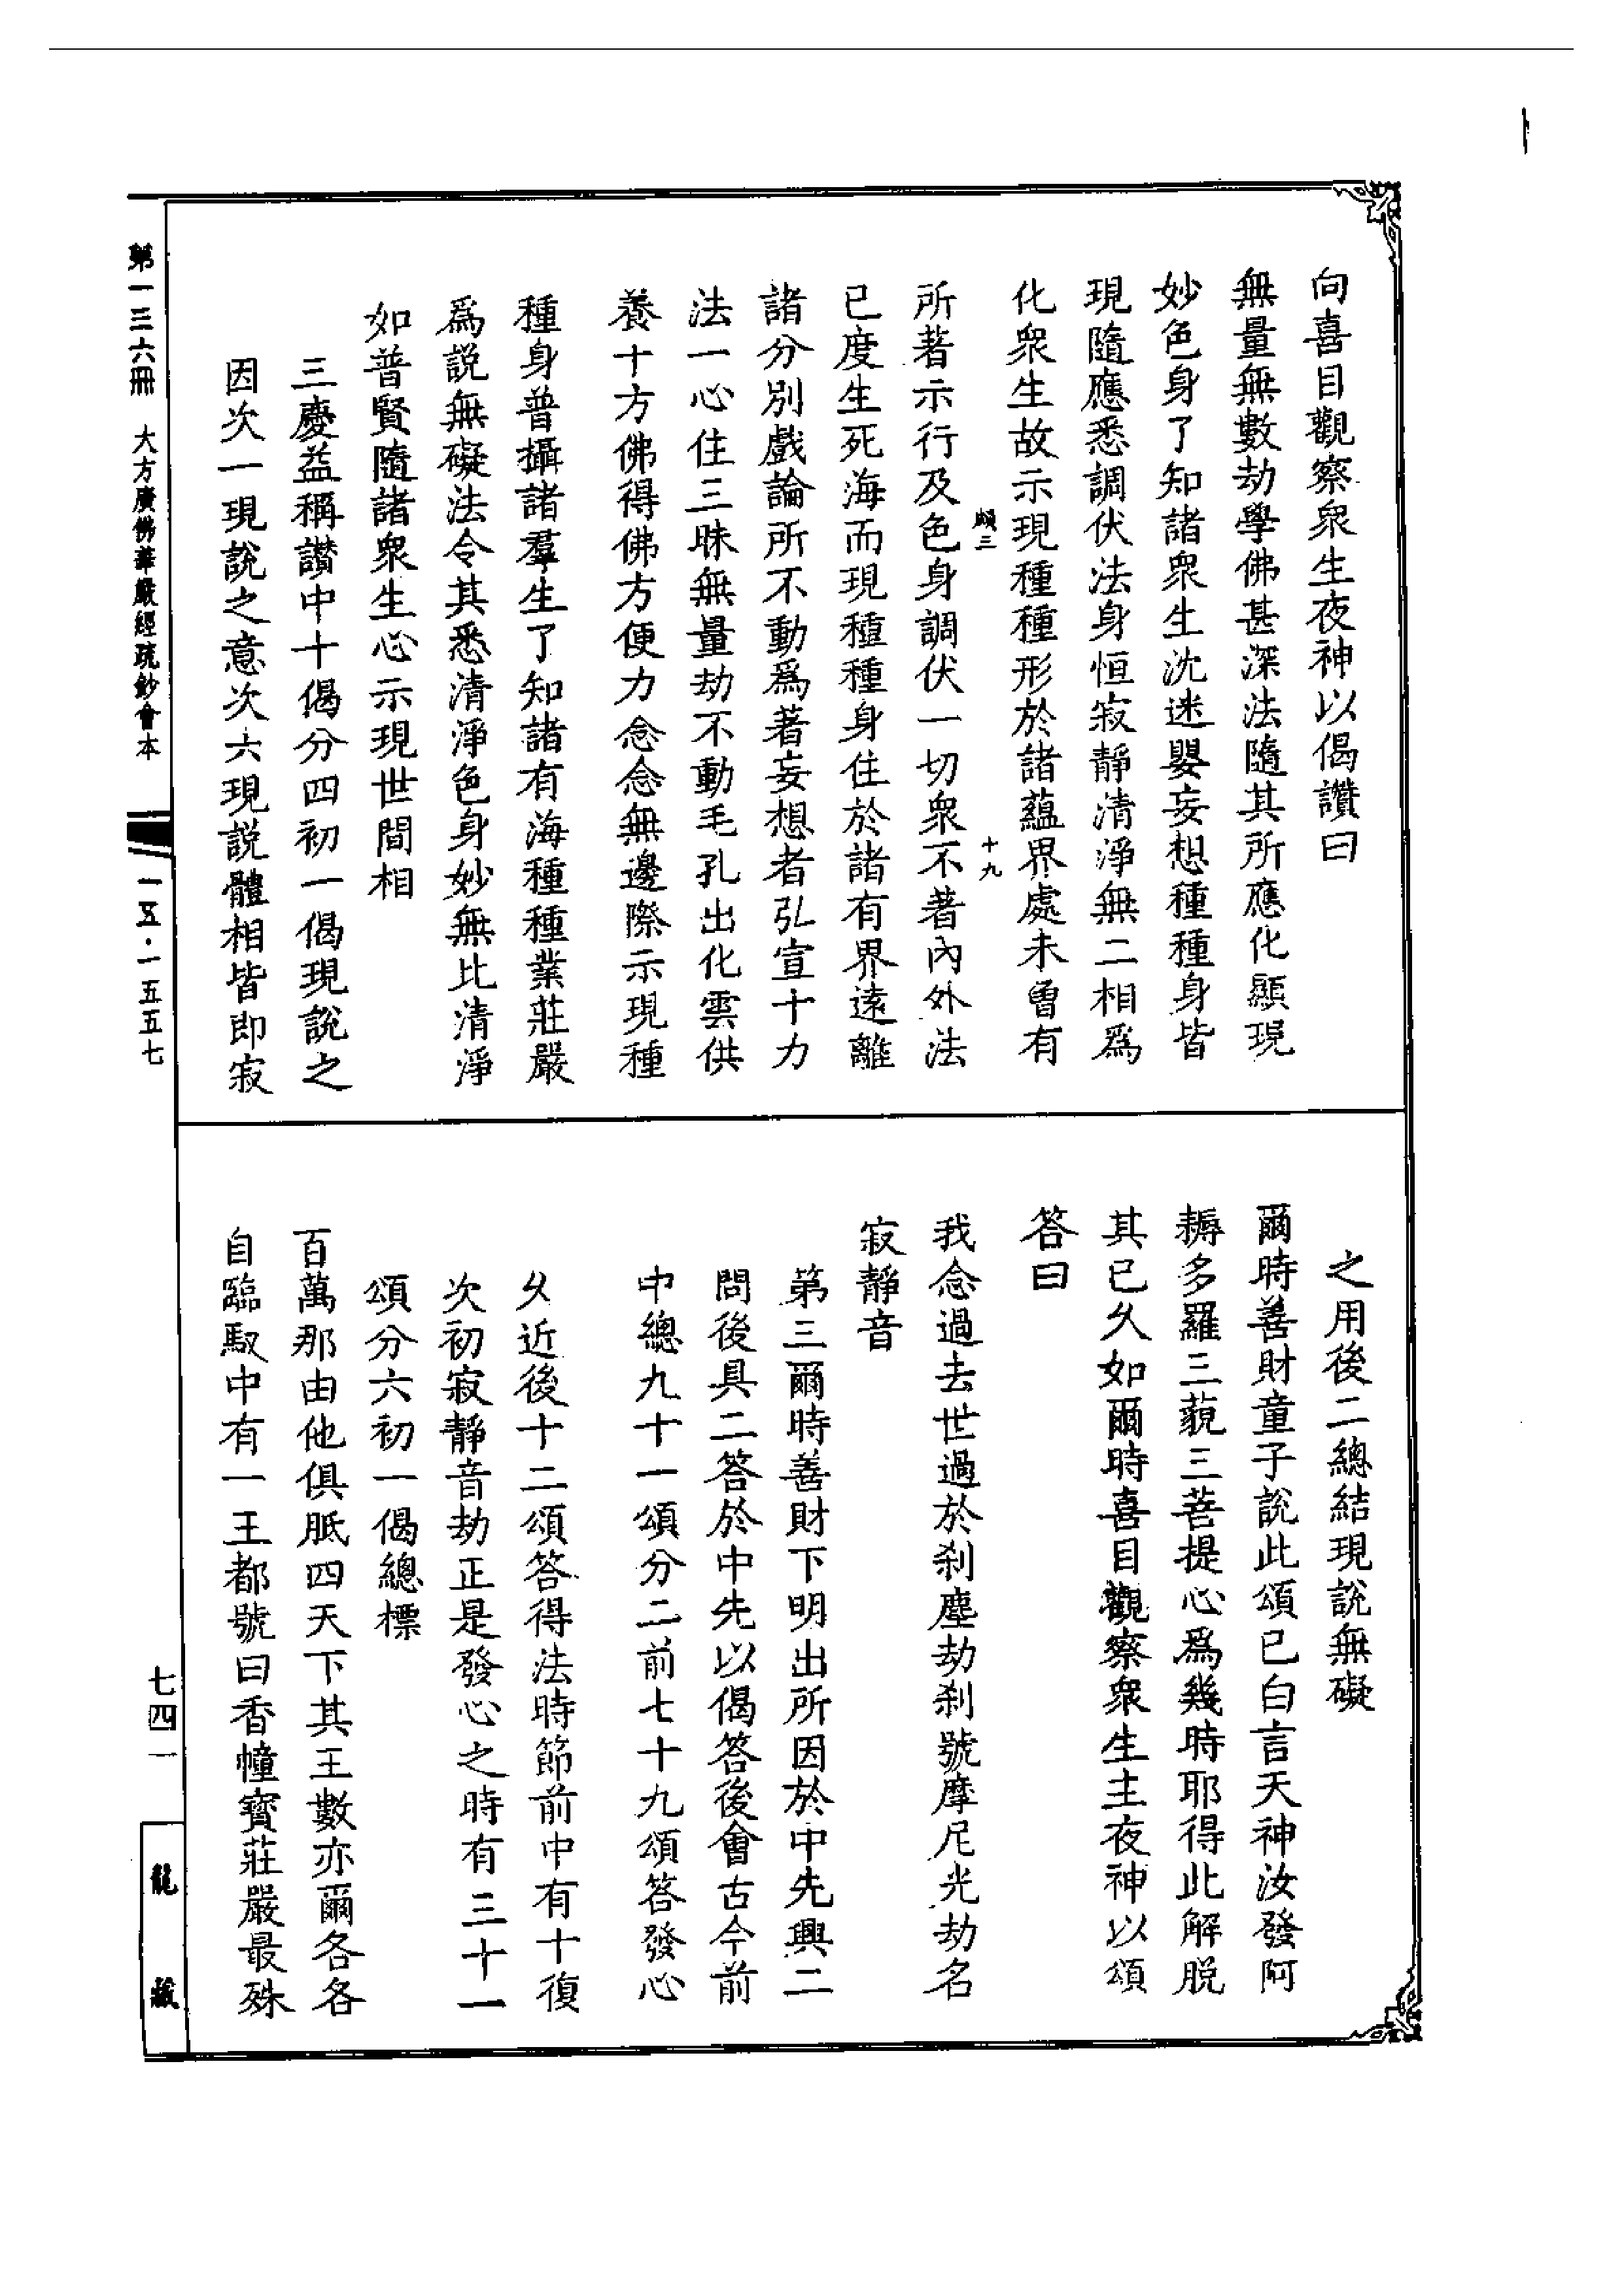 向喜目觀察衆生夜神以偈讚曰
無量無數劫學佛甚深法隨其所應化顯現
妙色身了知諸衆生沈迷嬰妄想種種身皆
現隨應悉調伏法身恒寂靜清淨無二相爲
化衆生故示現種種形於諸蘊界處未曾有
三
十九
所著示行及色身調伏一切衆不著內外法
已度生死海而現種種身住於諸有界遠離
諸分別戲論所不動爲著妄想者弘宣十力
法一心住三昧無量劫不動毛孔出化雲供
養十方佛得佛方便力念念無邊際示現種
種身普攝諸羣生了知諸有海種種業莊嚴
爲說無礙法令其悉清淨色身妙無比清淨
如普賢隨諸衆生心示現世間相
三慶益稱讚中十偈分四初一偈現說之
因次一現說之意次六現說體相皆即寂
之用後二總結現說無礙
爾時善財童子說此頌已白言天神汝發阿
耨多羅三藐三菩提心爲幾時耶得此解脫
其已久如爾時喜目觀察衆生主夜神以頌
答曰
我念過去世過於刹塵劫刹號摩尼光劫名
寂靜音
第三爾時善財下明出所因於中先興二
問後具二答於中先以偈答後會古今前
中總九十一頌分二前七十九頌答發心
久近後十二頌答得法時節前中有十復
次初寂靜音劫正是發心之時有三十一
頌分六初一偈總標
百萬那由他俱胝四天下其王數亦爾各各
自臨馭中有一王都號曰香幢寶莊嚴最殊
第一三六冊　大方廣佛華嚴經疏鈔會本
一五·一五五七
七四一
龍藏